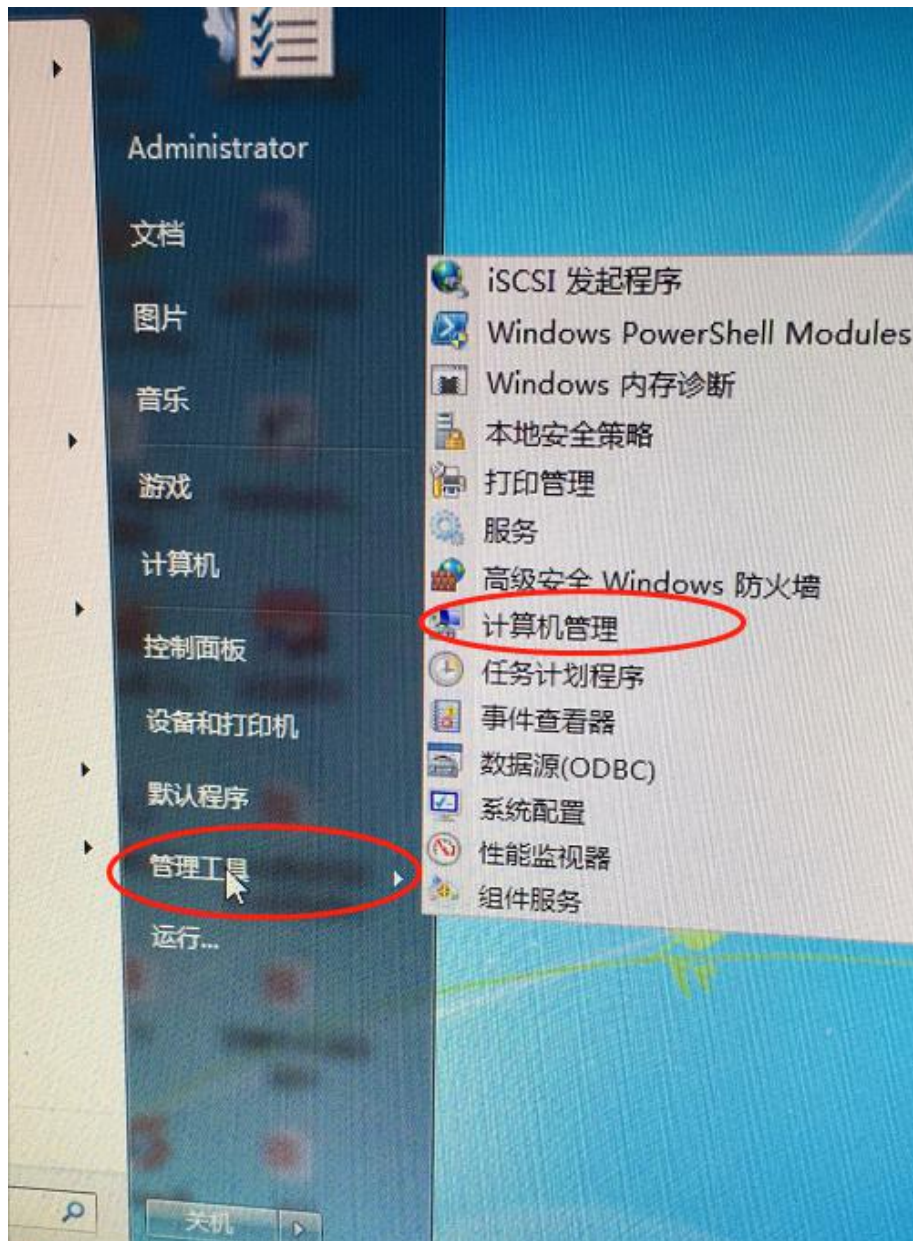 Administrator
文档
图片
音乐
游戏
计算机
控制面板
设备和打印机
默认程序
管理工具
运行...
关机
iSCSI 发起程序
Windows PowerShell Modules
Windows 内存诊断
本地安全策略
打印管理
服务
高级安全 Windows 防火墙
计算机管理
任务计划程序
事件查看器
数据源(ODBC)
系统配置
性能监视器
组件服务